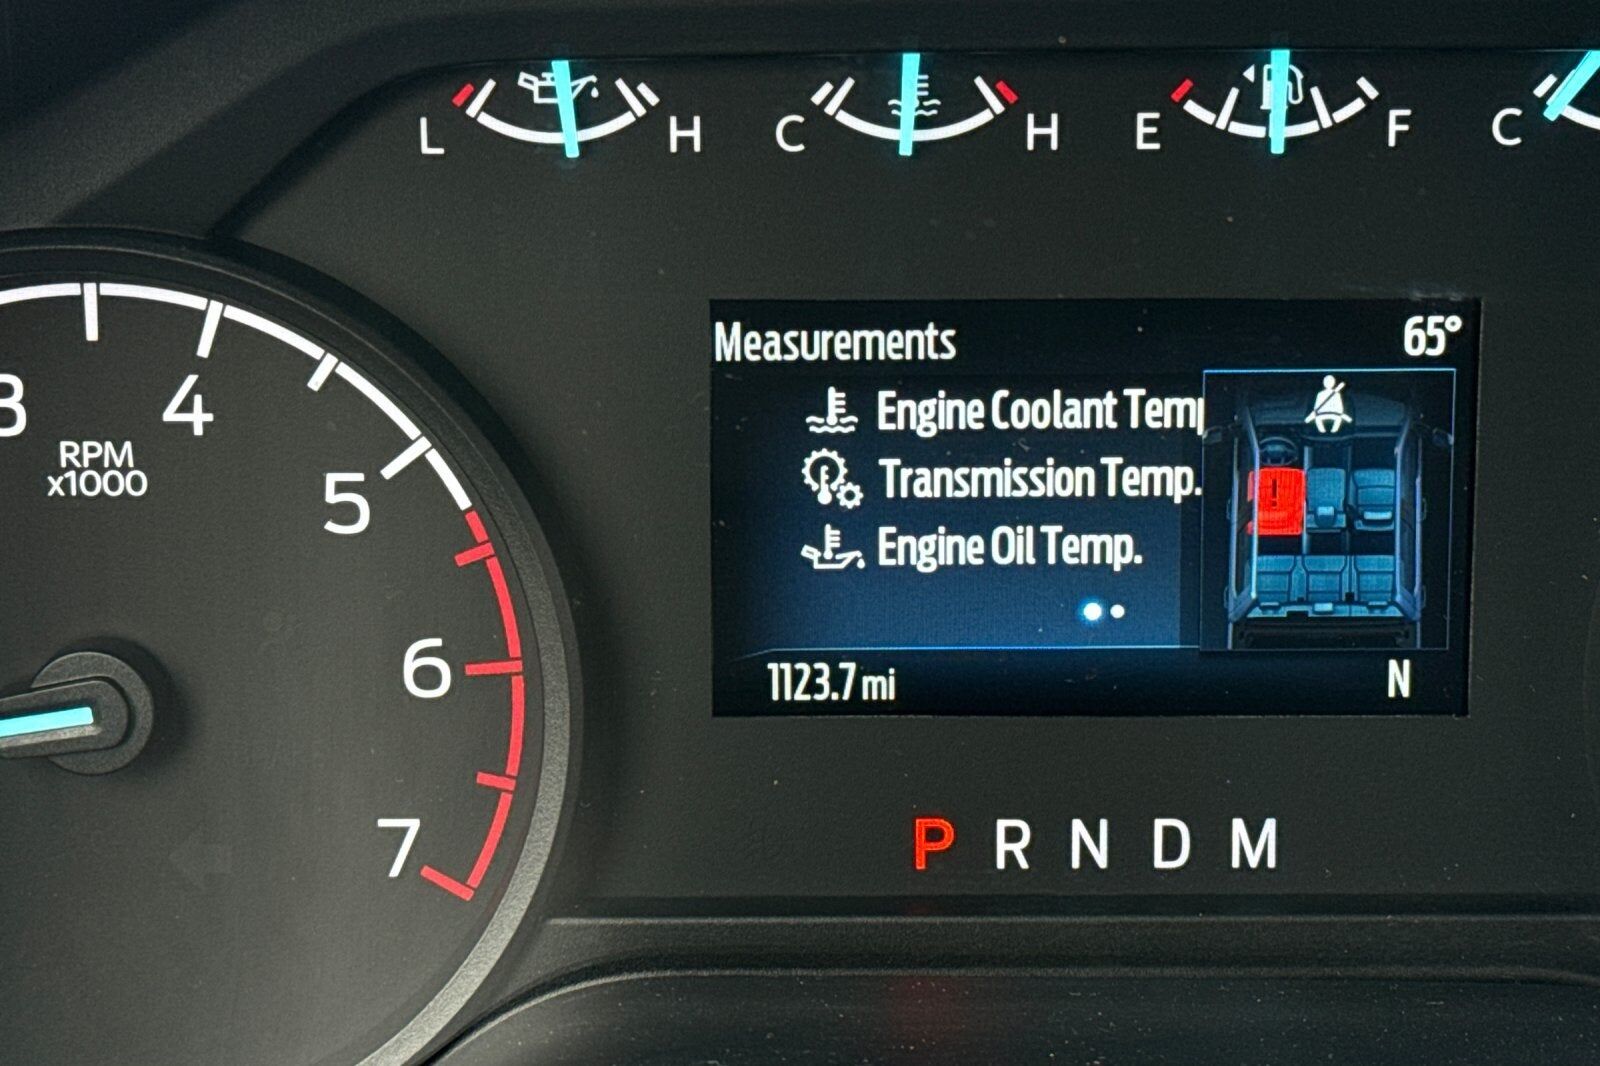 L H C H E F C
Measurements 65°
Engine Coolant Temp
Transmission Temp.
Engine Oil Temp.
3 4 5 6 7
RPM
x1000
1123.7 mi N
P R N D M